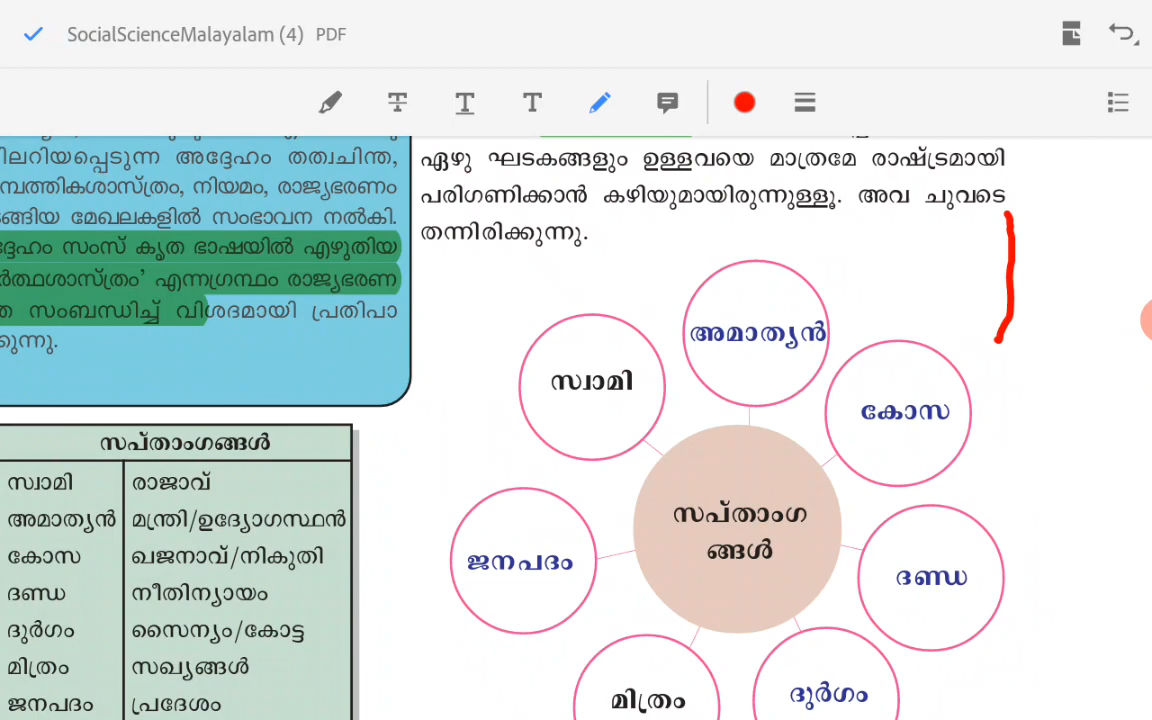 SocialScienceMalayalam (4) PDF
ിലറിയപ്പെടുന്ന അദ്ദേഹം തത്വചിന്ത,
മ്പത്തികശാസ്ത്രം, നിയമം, രാജ്യഭരണം
ങ്ങിയ മേഖലകളിൽ സംഭാവന നൽകി.
ദ്ദേഹം സംസ് കൃത ഭാഷയിൽ എഴുതിയ
ർത്ഥശാസ്ത്രം' എന്നഗ്രന്ഥം രാജ്യഭരണ
ത്ത സംബന്ധിച്ച് വിശദമായി പ്രതിപാ
ക്കുന്നു.
സപ്താംഗങ്ങൾ
സ്വാമി രാജാവ്
അമാത്യൻ മന്ത്രി/ഉദ്യോഗസ്ഥൻ
കോസ ഖജനാവ്/നികുതി
ദണ്ഡ നീതിന്യായം
ദുർഗം സൈന്യം/കോട്ട
മിത്രം സഖ്യങ്ങൾ
ജനപദം പ്രദേശം
ഏഴു ഘടകങ്ങളും ഉള്ളവയെ മാത്രമേ രാഷ്ട്രമായി
പരിഗണിക്കാൻ കഴിയുമായിരുന്നുള്ളൂ. അവ ചുവടെ
തന്നിരിക്കുന്നു.
അമാത്യൻ
സ്വാമി
കോസ
സപ്താംഗ
ങ്ങൾ
ജനപദം
ദണ്ഡ
മിത്രം
ദുർഗം